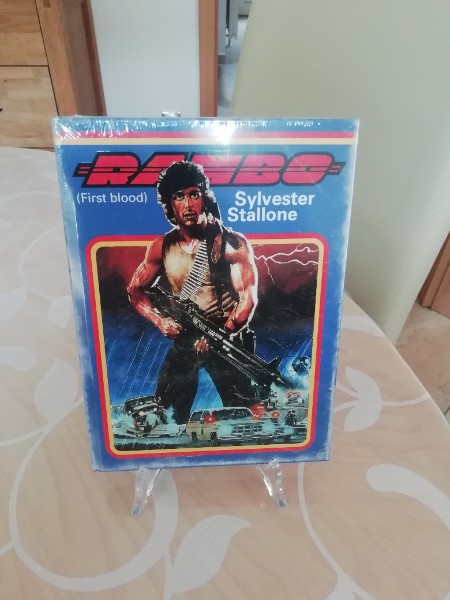 RAMBO
(First blood)
Sylvester
Stallone